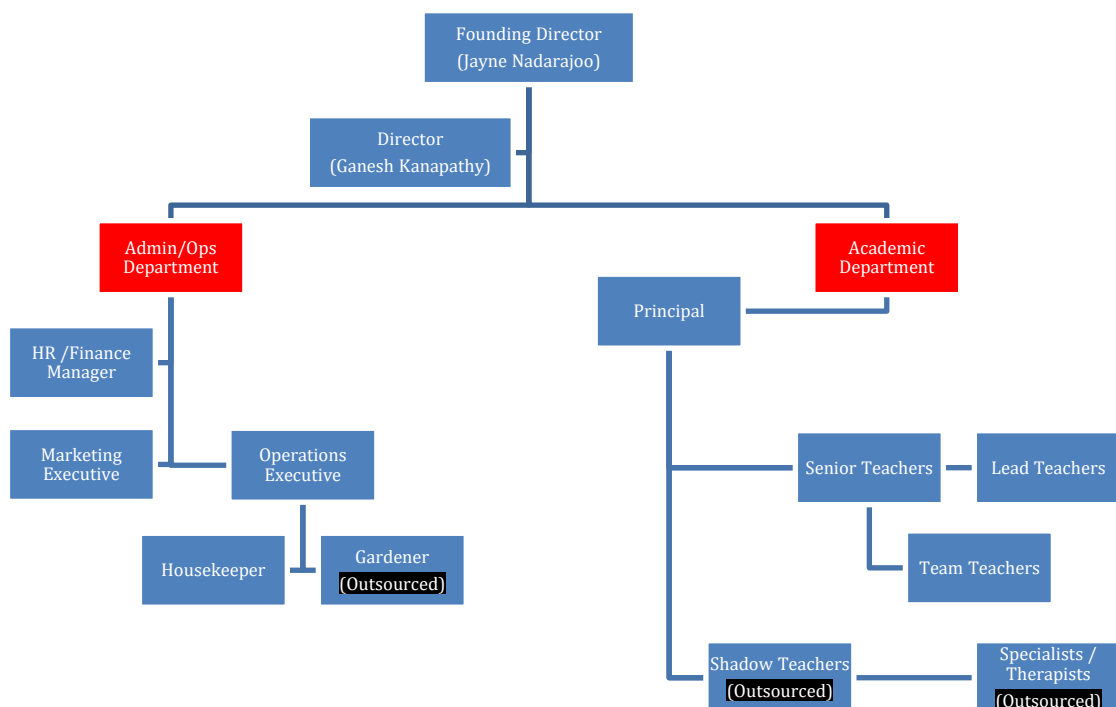 Founding Director
(Jayne Nadarajoo)
Director
(Ganesh Kanapathy)
Admin/Ops
Department
Academic
Department
Principal
HR /Finance
Manager
Marketing
Executive
Operations
Executive
Senior Teachers
Lead Teachers
Housekeeper
Gardener
(Outsourced)
Team Teachers
Shadow Teachers
(Outsourced)
Specialists /
Therapists
(Outsourced)